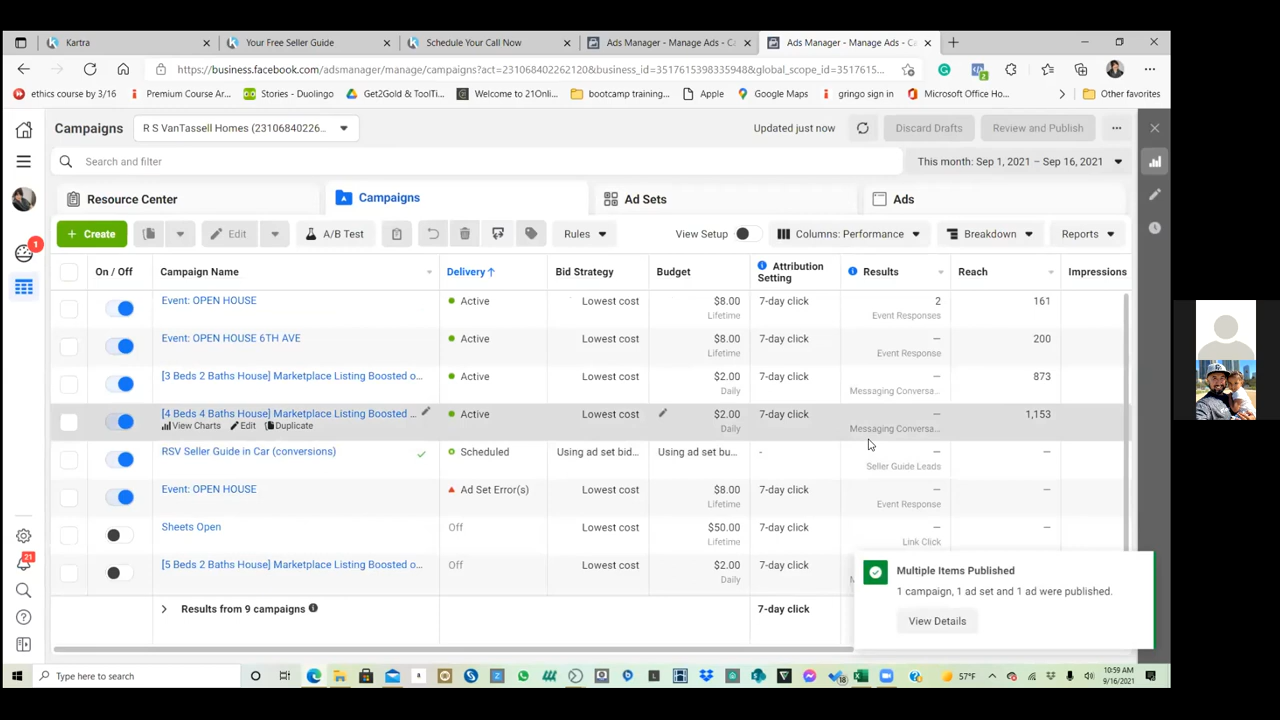 Kartra
Your Free Seller Guide
Schedule Your Call Now
Ads Manager - Manage Ads - Ca
Ads Manager - Manage Ads - Ca
https://business.facebook.com/adsmanager/manage/campaigns?act=231068402262120&business_id=3517615398335948&global_scope_id=3517615...
2
ethics course by 3/16
Premium Course Ar...
Stories - Duolingo
Get2Gold & ToolTi...
Welcome to 21Onli...
bootcamp training...
Apple
Google Maps
gringo sign in
Microsoft Office Ho...
Other favorites
Campaigns
R S VanTassell Homes (23106840226...
Updated just now
Discard Drafts
Review and Publish
Search and filter
This month: Sep 1, 2021 – Sep 16, 2021
Resource Center
Campaigns
Ad Sets
Ads
+ Create
Edit
A/B Test
Rules
View Setup
Columns: Performance
Breakdown
Reports
1
On / Off
Campaign Name
Delivery ↑
Bid Strategy
Budget
Attribution Setting
Results
Reach
Impressions
Event: OPEN HOUSE
Active
Lowest cost
$8.00
Lifetime
7-day click
2
Event Responses
161
Event: OPEN HOUSE 6TH AVE
Active
Lowest cost
$8.00
Lifetime
7-day click
—
Event Response
200
[3 Beds 2 Baths House] Marketplace Listing Boosted o...
Active
Lowest cost
$2.00
Daily
7-day click
—
Messaging Conversa...
873
[4 Beds 4 Baths House] Marketplace Listing Boosted ...
View Charts
Edit
Duplicate
Active
Lowest cost
$2.00
Daily
7-day click
—
Messaging Conversa...
1,153
RSV Seller Guide in Car (conversions)
Scheduled
Using ad set bid...
Using ad set bu...
-
—
Seller Guide Leads
—
Event: OPEN HOUSE
Ad Set Error(s)
Lowest cost
$8.00
Lifetime
7-day click
—
Event Response
—
Sheets Open
Off
Lowest cost
$50.00
Lifetime
7-day click
—
Link Click
—
[5 Beds 2 Baths House] Marketplace Listing Boosted o...
Off
Lowest cost
$2.00
Daily
7-day click
Results from 9 campaigns
7-day click
21
Multiple Items Published
1 campaign, 1 ad set and 1 ad were published.
View Details
Type here to search
18
57°F
10:59 AM
9/16/2021